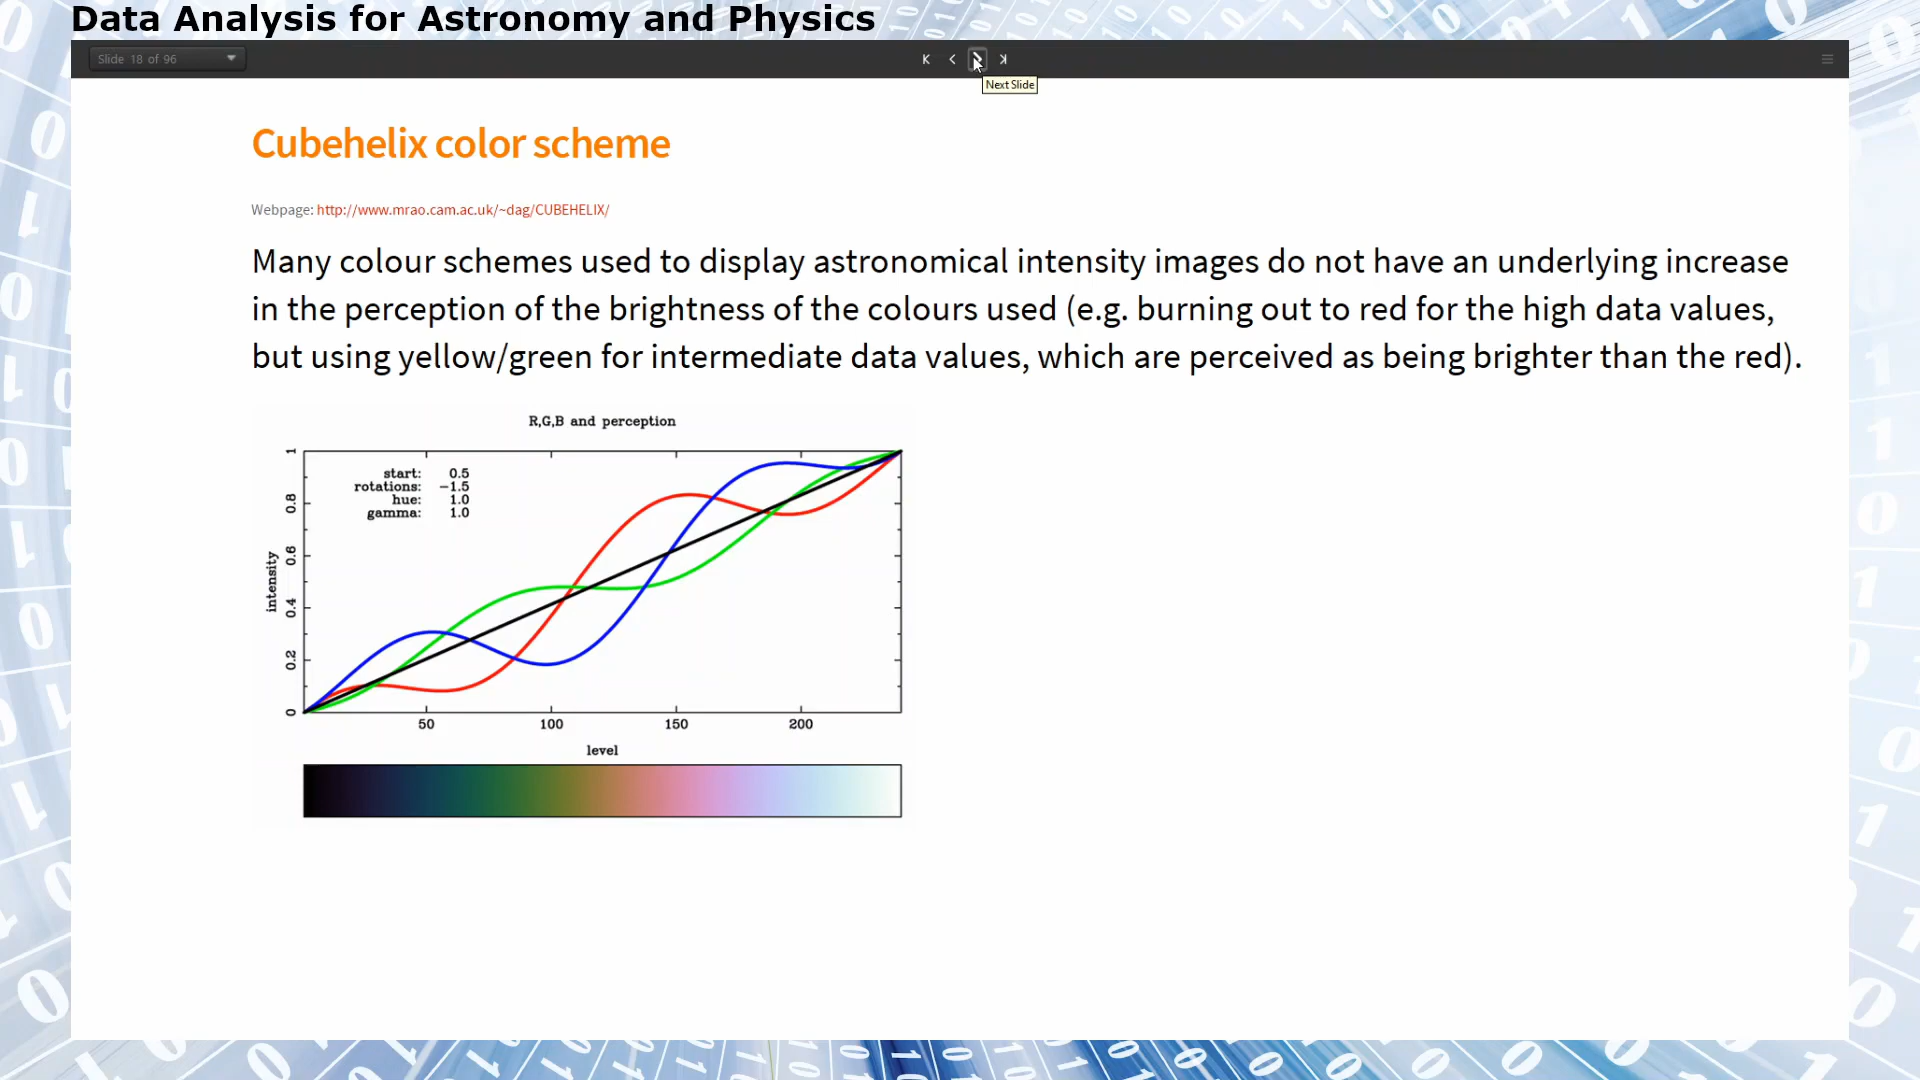 Data Analysis for Astronomy and Physics
Slide 18 of 96
Next Slide
Cubehelix color scheme
Webpage: http://www.mrao.cam.ac.uk/~dag/CUBEHELIX/
Many colour schemes used to display astronomical intensity images do not have an underlying increase
in the perception of the brightness of the colours used (e.g. burning out to red for the high data values,
but using yellow/green for intermediate data values, which are perceived as being brighter than the red).
R,G,B and perception
start: 0.5
rotations: −1.5
hue: 1.0
gamma: 1.0
intensity
1
0.8
0.6
0.4
0.2
0
50 100 150 200
level